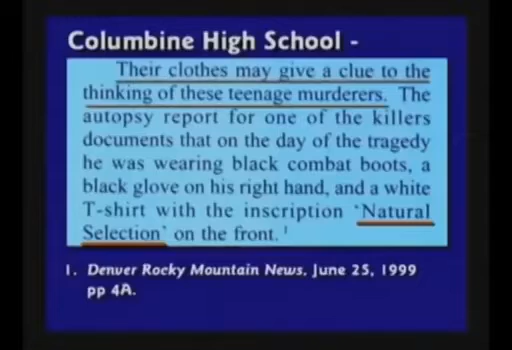 Columbine High School -
Their clothes may give a clue to the
thinking of these teenage murderers. The
autopsy report for one of the killers
documents that on the day of the tragedy
he was wearing black combat boots, a
black glove on his right hand, and a white
T-shirt with the inscription ‘Natural
Selection’ on the front.¹
1. Denver Rocky Mountain News, June 25, 1999
pp 4A.